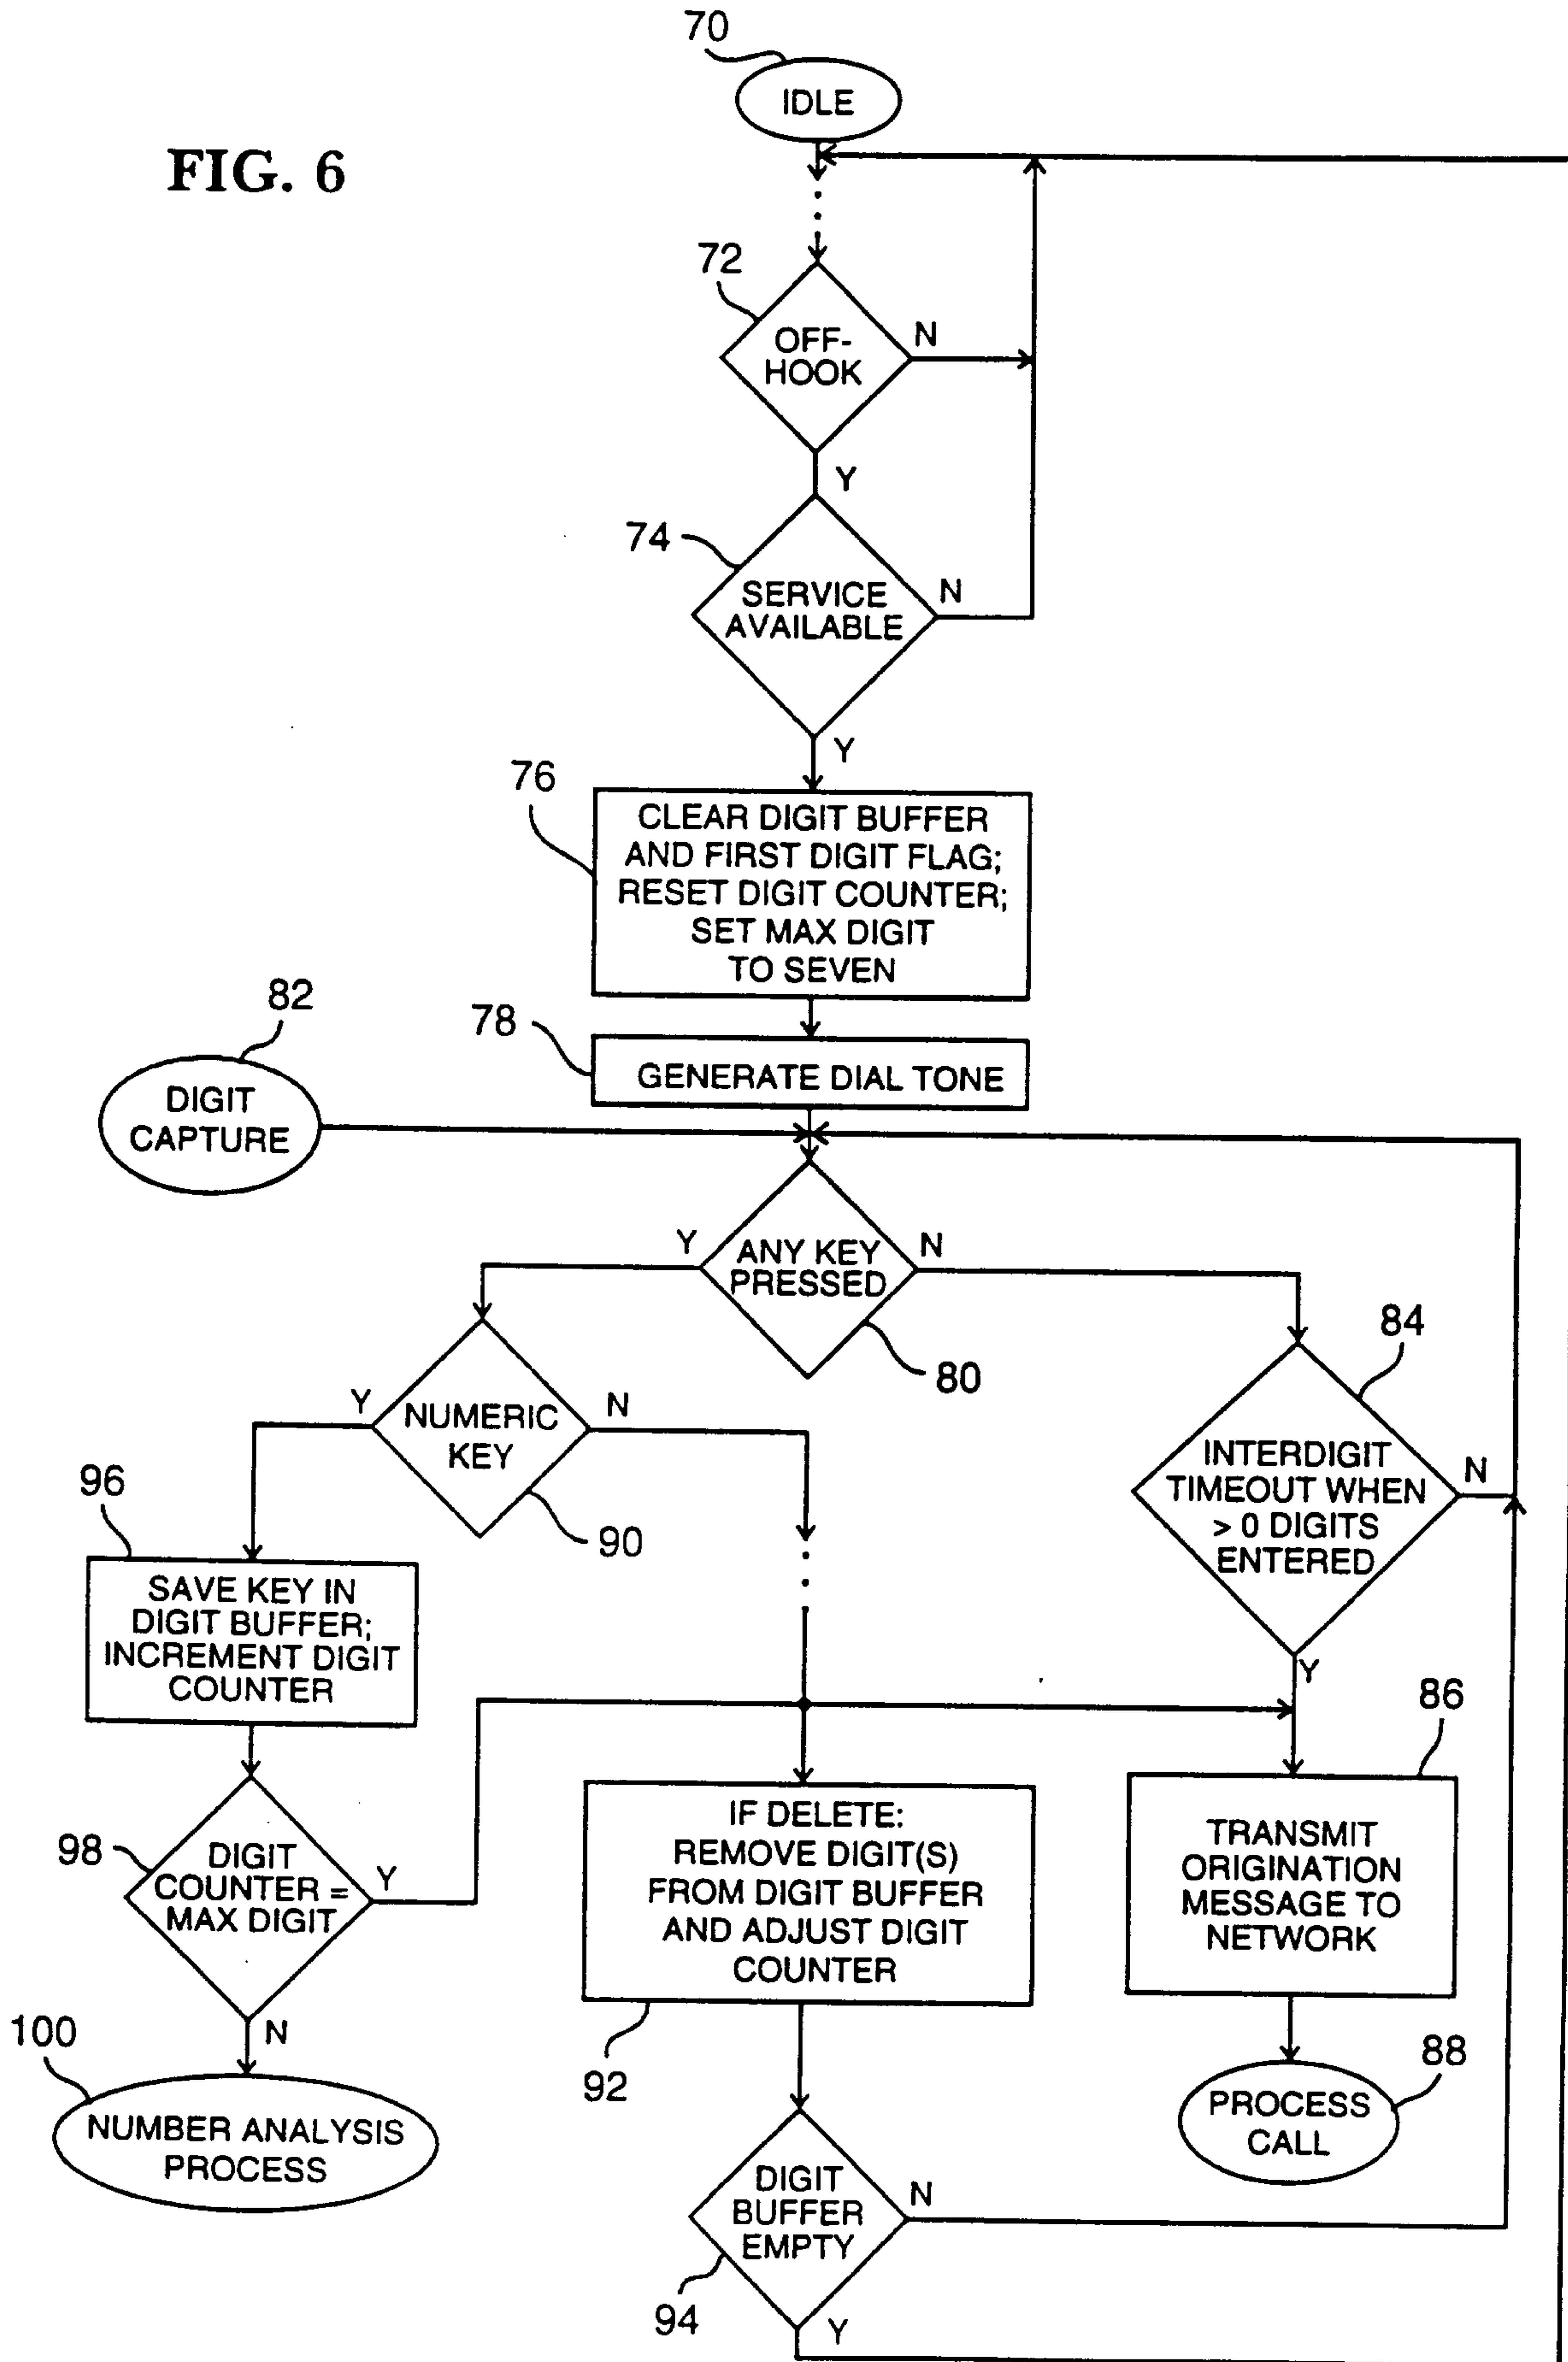 70
IDLE
FIG. 6
72
OFF-
HOOK
N
Y
74
SERVICE
AVAILABLE
N
Y
76
CLEAR DIGIT BUFFER
AND FIRST DIGIT FLAG;
RESET DIGIT COUNTER;
SET MAX DIGIT
TO SEVEN
82
DIGIT
CAPTURE
78
GENERATE DIAL TONE
Y
ANY KEY
PRESSED
N
80
84
INTERDIGIT
TIMEOUT WHEN
> 0 DIGITS
ENTERED
N
Y
Y
NUMERIC
KEY
N
90
96
SAVE KEY IN
DIGIT BUFFER;
INCREMENT DIGIT
COUNTER
86
TRANSMIT
ORIGINATION
MESSAGE TO
NETWORK
98
DIGIT
COUNTER =
MAX DIGIT
Y
N
IF DELETE:
REMOVE DIGIT(S)
FROM DIGIT BUFFER
AND ADJUST DIGIT
COUNTER
92
88
PROCESS
CALL
100
NUMBER ANALYSIS
PROCESS
DIGIT
BUFFER
EMPTY
N
94
Y